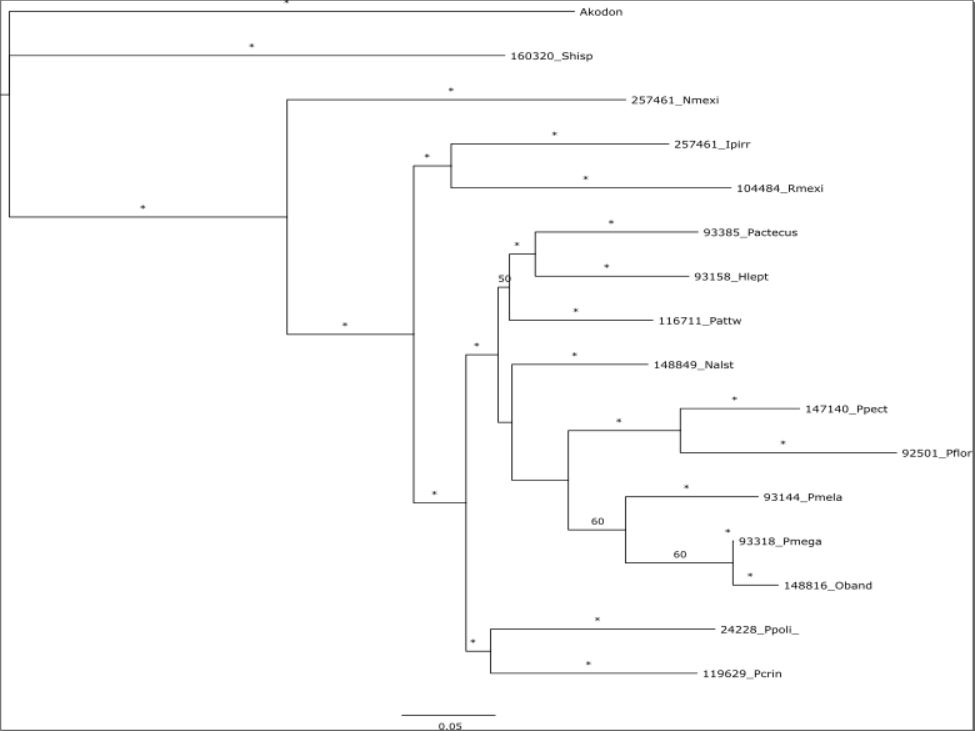 *
Akodon
*
160320_Shisp
*
257461_Nmexi
*
257461_Ipirr
*
*
104484_Rmexi
*
*
93385_Pactecus
*
*
93158_Hlept
50
*
116711_Pattw
*
*
*
148849_Nalst
*
147140_Ppect
*
*
92501_Pflor
*
93144_Pmela
*
60
*
93318_Pmega
60
*
148816_Oband
*
24228_Ppoli_
*
*
119629_Pcrin
0.05